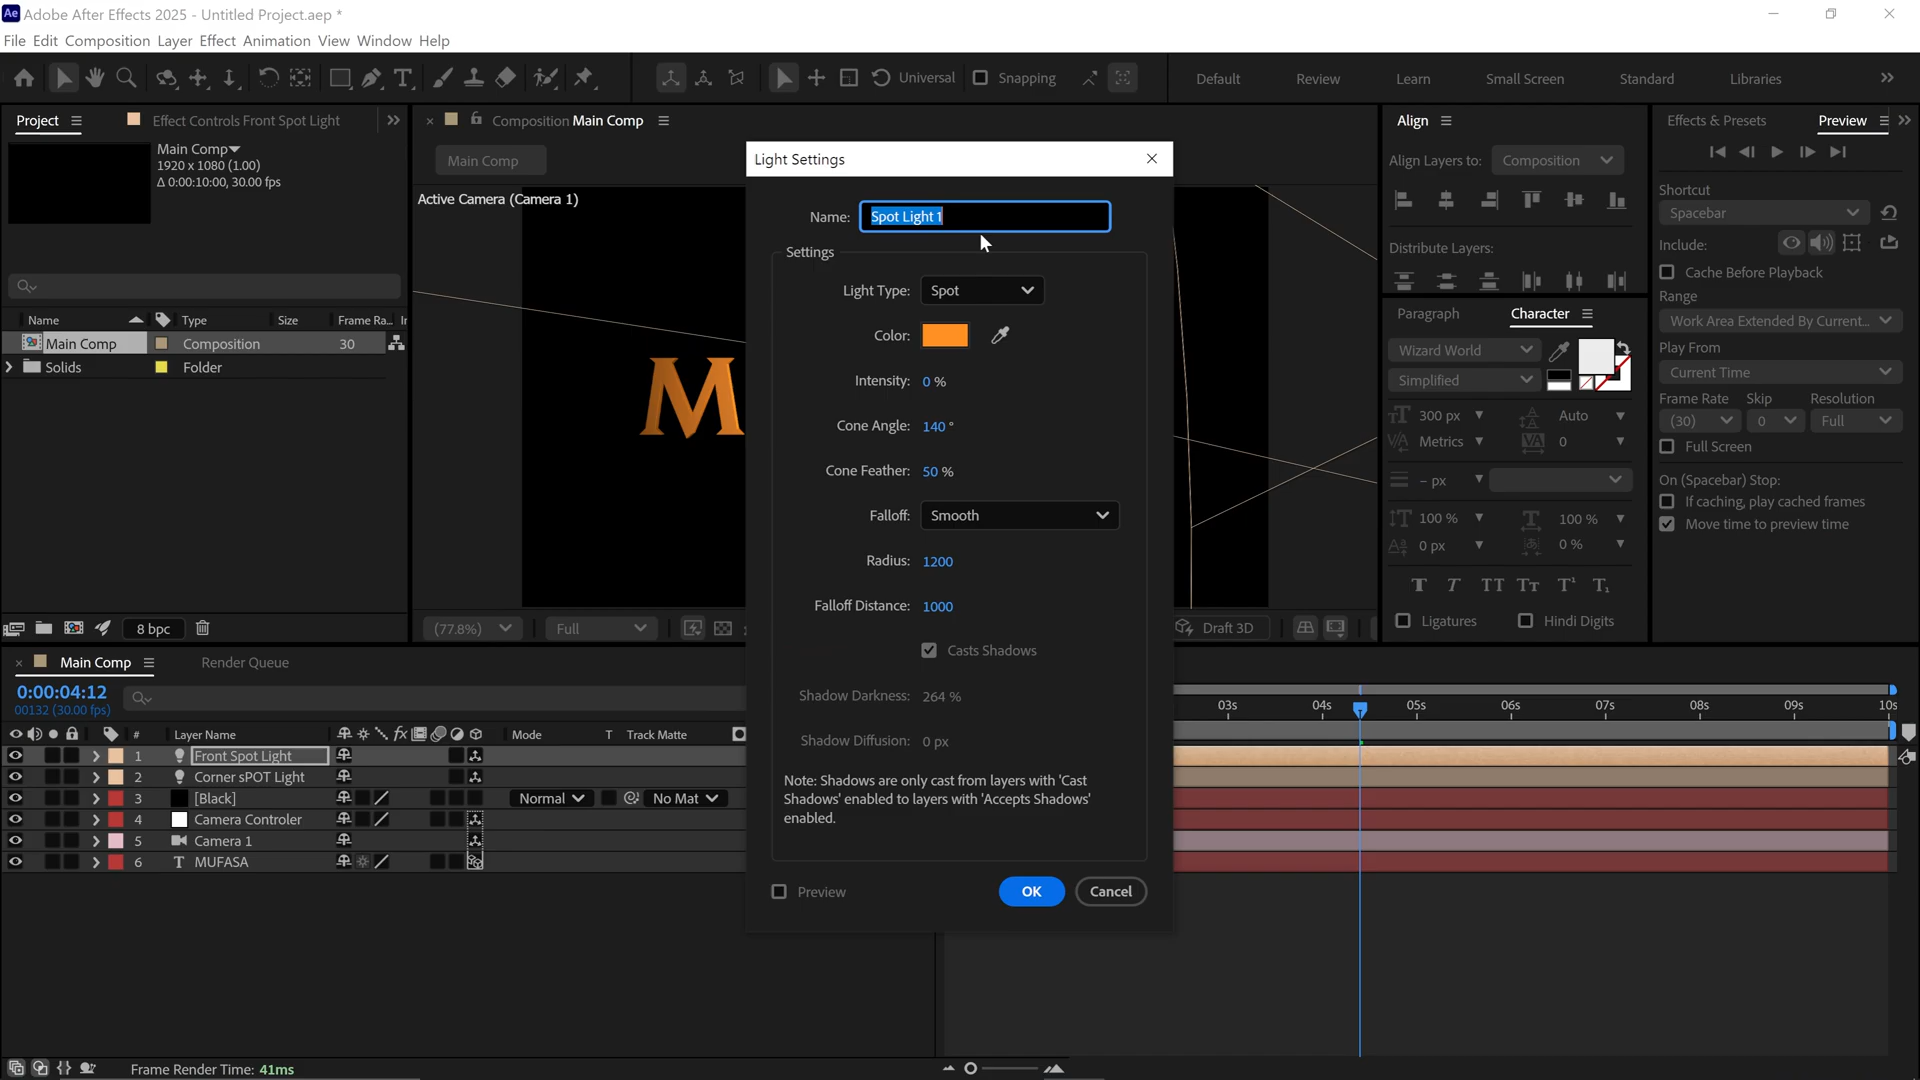 Ae Adobe After Effects 2025 - Untitled Project.aep *
File Edit Composition Layer Effect Animation View Window Help
Universal Snapping Default Review Learn Small Screen Standard Libraries
Project Effect Controls Front Spot Light
Main Comp
1920 x 1080 (1.00)
Δ 0:00:10:00, 30.00 fps
Name Type Size Frame Ra... Ir
Main Comp Composition 30
Solids Folder
8 bpc
Composition Main Comp
Main Comp
Active Camera (Camera 1)
M
(77.8%) Full Draft 3D
Light Settings
Name: Spot Light 1
Settings
Light Type: Spot
Color:
Intensity: 0 %
Cone Angle: 140 °
Cone Feather: 50 %
Falloff: Smooth
Radius: 1200
Falloff Distance: 1000
Casts Shadows
Shadow Darkness: 264 %
Shadow Diffusion: 0 px
Note: Shadows are only cast from layers with 'Cast
Shadows' enabled to layers with 'Accepts Shadows'
enabled.
Preview OK Cancel
Align
Align Layers to: Composition
Distribute Layers:
Paragraph Character
Wizard World
Simplified
300 px Auto
Metrics 0
- px
100 % 100 %
0 px 0 %
T T TT Tт T¹ T₁
Ligatures Hindi Digits
Effects & Presets Preview
Shortcut
Spacebar
Include:
Cache Before Playback
Range
Work Area Extended By Current...
Play From
Current Time
Frame Rate Skip Resolution
(30) 0 Full
Full Screen
On (Spacebar) Stop:
If caching, play cached frames
Move time to preview time
Main Comp Render Queue
0:00:04:12
00132 (30.00 fps)
# Layer Name Mode T Track Matte
1 Front Spot Light
2 Corner sPOT Light
3 [Black] Normal No Mat
4 Camera Controler
5 Camera 1
6 T MUFASA
03s 04s 05s 06s 07s 08s 09s 10s
Frame Render Time: 41ms